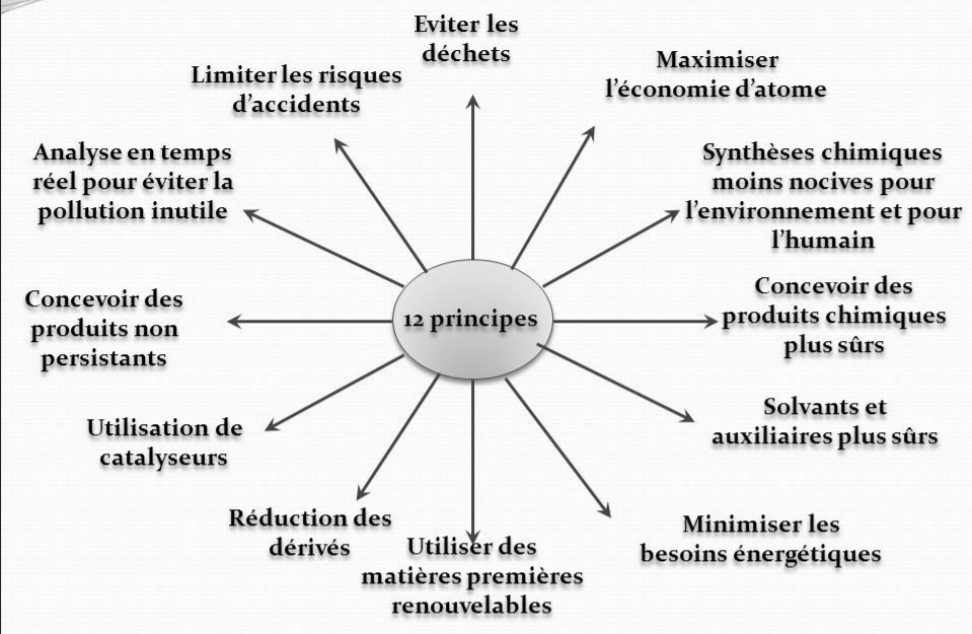 Eviter les
déchets
Maximiser
l’économie d’atome
Synthèses chimiques
moins nocives pour
l’environnement et pour
l’humain
Concevoir des
produits chimiques
plus sûrs
Solvants et
auxiliaires plus sûrs
Minimiser les
besoins énergétiques
Utiliser des
matières premières
renouvelables
Réduction des
dérivés
Utilisation de
catalyseurs
Concevoir des
produits non
persistants
Analyse en temps
réel pour éviter la
pollution inutile
Limiter les risques
d’accidents
12 principes